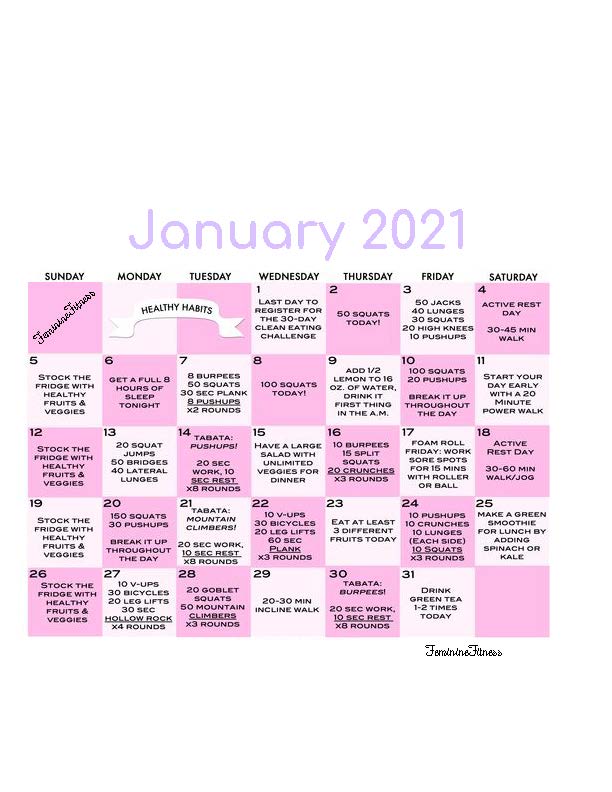 January 2021
SUNDAY MONDAY TUESDAY WEDNESDAY THURSDAY FRIDAY SATURDAY
FeminineFitness
HEALTHY HABITS
1
LAST DAY TO
REGISTER FOR
THE 30-DAY
CLEAN EATING
CHALLENGE
2
50 SQUATS
TODAY!
3
50 JACKS
40 LUNGES
30 SQUATS
20 HIGH KNEES
10 PUSHUPS
4
ACTIVE REST
DAY
30-45 MIN
WALK
5
STOCK THE
FRIDGE WITH
HEALTHY
FRUITS &
VEGGIES
6
GET A FULL 8
HOURS OF
SLEEP
TONIGHT
7
8 BURPEES
50 SQUATS
30 SEC PLANK
8 PUSHUPS
X2 ROUNDS
8
100 SQUATS
TODAY!
9
ADD 1/2
LEMON TO 16
OZ. OF WATER,
DRINK IT
FIRST THING
IN THE A.M.
10
100 SQUATS
20 PUSHUPS
BREAK IT UP
THROUGHOUT
THE DAY
11
START YOUR
DAY EARLY
WITH A 20
MINUTE
POWER WALK
12
STOCK THE
FRIDGE WITH
HEALTHY
FRUITS &
VEGGIES
13
20 SQUAT
JUMPS
50 BRIDGES
40 LATERAL
LUNGES
14
TABATA:
PUSHUPS!
20 SEC
WORK, 10
SEC REST
X8 ROUNDS
15
HAVE A LARGE
SALAD WITH
UNLIMITED
VEGGIES FOR
DINNER
16
10 BURPEES
15 SPLIT
SQUATS
20 CRUNCHES
X3 ROUNDS
17
FOAM ROLL
FRIDAY: WORK
SORE SPOTS
FOR 15 MINS
WITH ROLLER
OR BALL
18
ACTIVE
REST DAY
30-60 MIN
WALK/JOG
19
STOCK THE
FRIDGE WITH
HEALTHY
FRUITS &
VEGGIES
20
150 SQUATS
30 PUSHUPS
BREAK IT UP
THROUGHOUT
THE DAY
21
TABATA:
MOUNTAIN
CLIMBERS!
20 SEC WORK,
10 SEC REST
X8 ROUNDS
22
10 V-UPS
30 BICYCLES
20 LEG LIFTS
60 SEC
PLANK
X3 ROUNDS
23
EAT AT LEAST
3 DIFFERENT
FRUITS TODAY
24
10 PUSHUPS
10 CRUNCHES
10 LUNGES
(EACH SIDE)
10 SQUATS
X3 ROUNDS
25
MAKE A GREEN
SMOOTHIE
FOR LUNCH BY
ADDING
SPINACH OR
KALE
26
STOCK THE
FRIDGE WITH
HEALTHY
FRUITS &
VEGGIES
27
10 V-UPS
30 BICYCLES
20 LEG LIFTS
30 SEC
HOLLOW ROCK
X4 ROUNDS
28
20 GOBLET
SQUATS
50 MOUNTAIN
CLIMBERS
X3 ROUNDS
29
20-30 MIN
INCLINE WALK
30
TABATA:
BURPEES!
20 SEC WORK,
10 SEC REST
X8 ROUNDS
31
DRINK
GREEN TEA
1-2 TIMES
TODAY
FeminineFitness